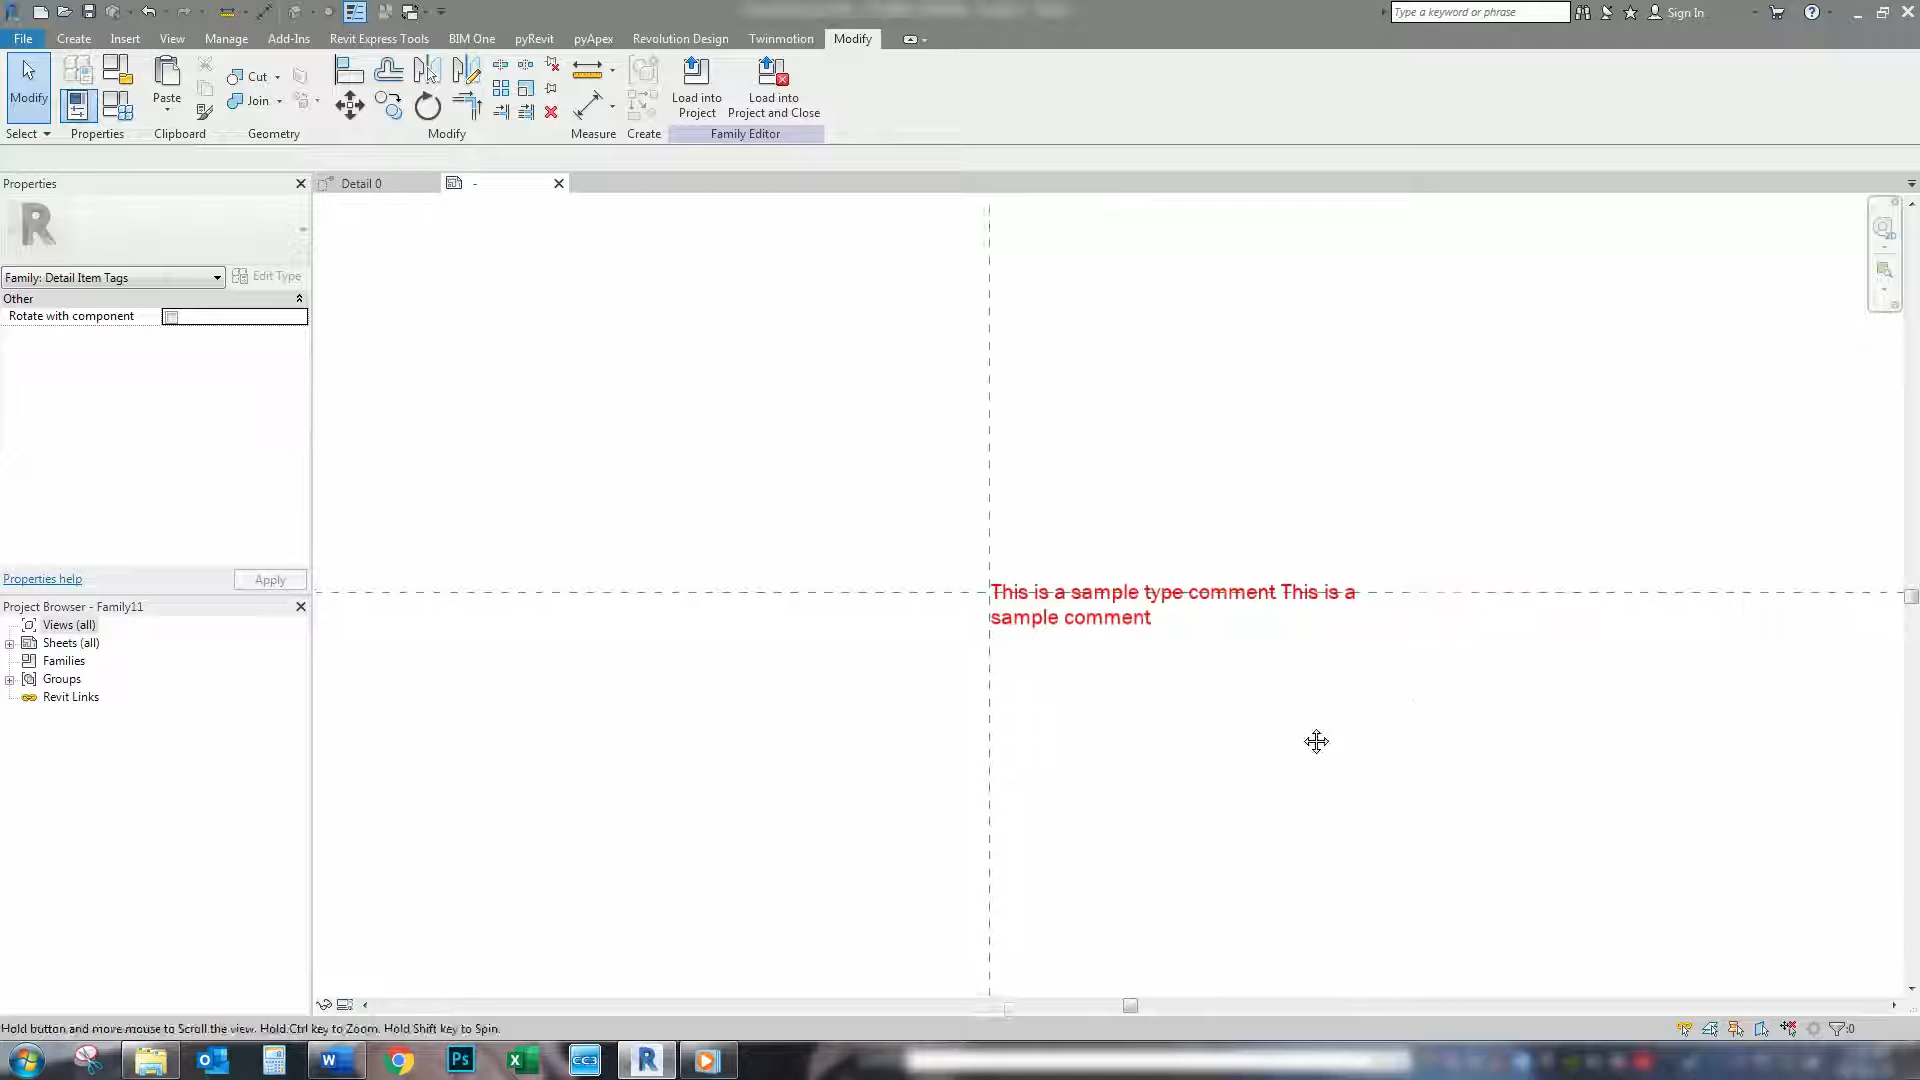 Type a keyword or phrase
Sign In
File Create Insert View Manage Add-Ins Revit Express Tools BIM One pyRevit pyApex Revolution Design Twinmotion Modify
Modify
Paste
Cut
Join
Load into
Project
Load into
Project and Close
Select Properties Clipboard Geometry Modify Measure Create Family Editor
Properties
Detail 0
-
R
Family: Detail Item Tags
Edit Type
Other
Rotate with component
This is a sample type comment This is a
sample comment
Properties help
Apply
Project Browser - Family11
Views (all)
Sheets (all)
Families
Groups
Revit Links
Hold button and move mouse to Scroll the view. Hold Ctrl key to Zoom. Hold Shift key to Spin.
:0
W
Ps
X
CC3
R